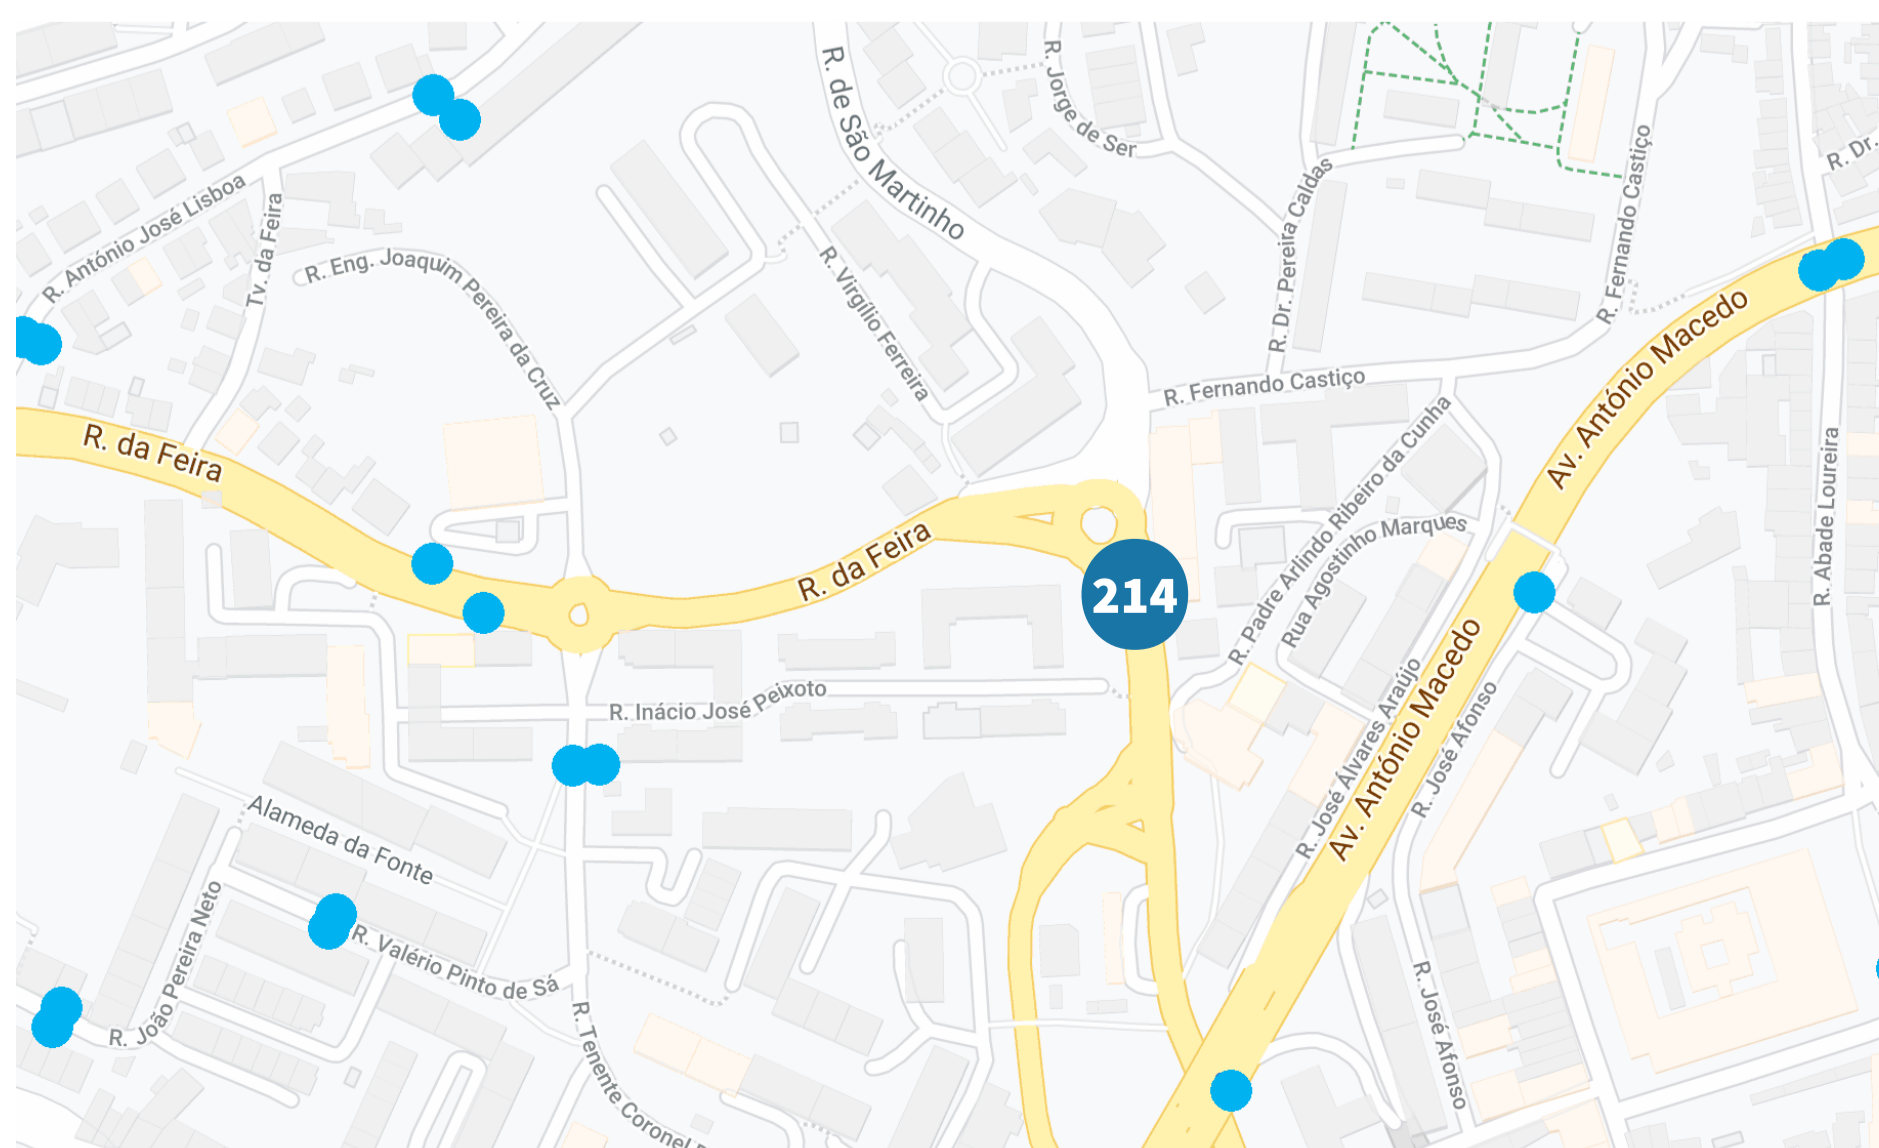 R. de São Martinho
R. Jorge de Ser
R. Fernando Castiço
R. Dr.
R. António José Lisboa
Tv. da Feira
R. Eng. Joaquim Pereira da Cruz
R. Virgílio Ferreira
R. Dr. Pereira Caldas
R. Fernando Castiço
Av. António Macedo
R. da Feira
R. da Feira
214
R. Padre Arlindo Ribeiro da Cunha
Rua Agostinho Marques
R. Abade Loureira
R. Inácio José Peixoto
R. José Álvares Araújo
Av. António Macedo
R. José Afonso
Alameda da Fonte
R. João Pereira Neto
R. Valério Pinto de Sá
R. Tenente Coronel
R. José Afonso